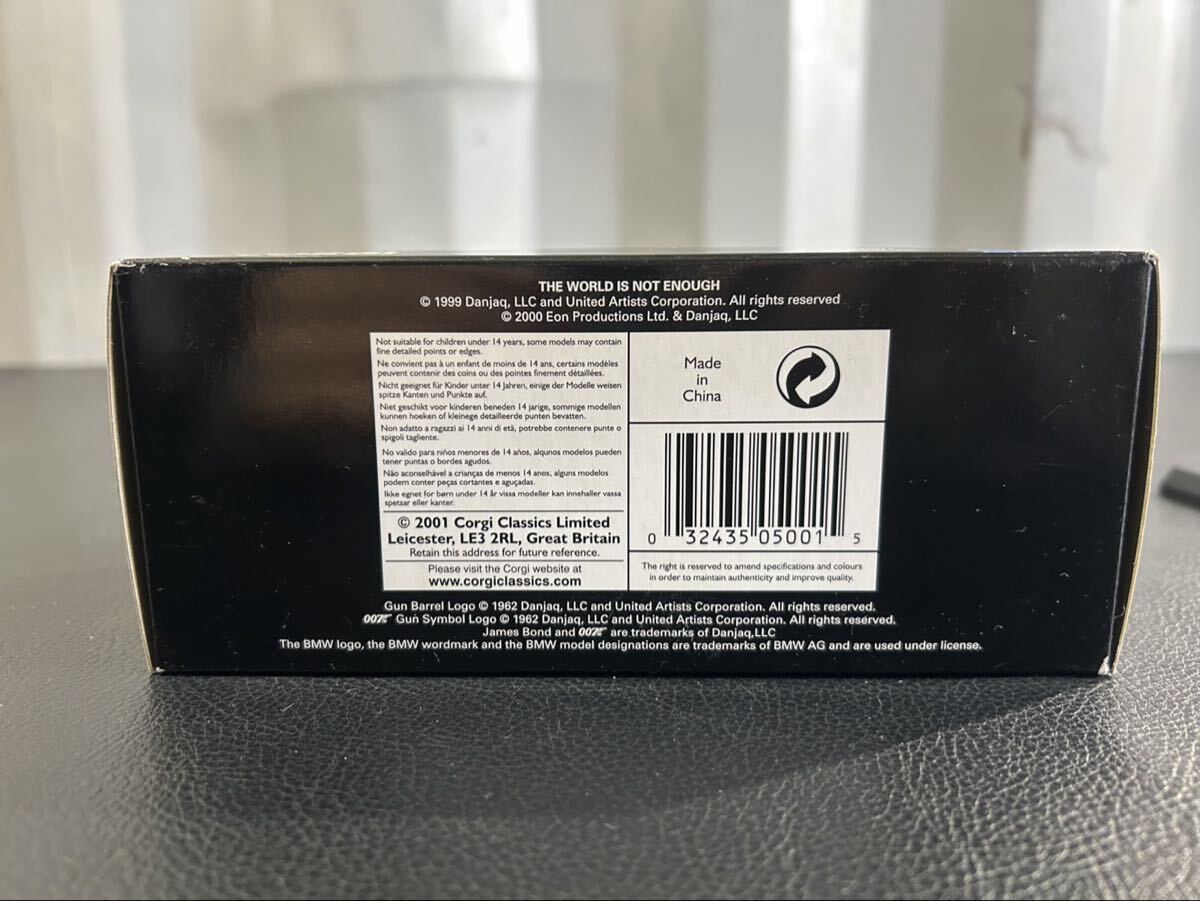 THE WORLD IS NOT ENOUGH
© 1999 Danjaq, LLC and United Artists Corporation. All rights reserved
© 2000 Eon Productions Ltd. & Danjaq, LLC
Not suitable for children under 14 years, some models may contain
fine detailed points or edges.
Ne convient pas à un enfant de moins de 14 ans, certains modèles
peuvent contenir des coins ou des pointes finement détaillées.
Nicht geeignet für Kinder unter 14 Jahren, einige der Modelle weisen
spitze Kanten und Punkte auf.
Niet geschikt voor kinderen beneden 14 jarige, sommige modellen
kunnen hoeken of kleinege detailleerde punten bevatten.
Non adatto a ragazzi ai 14 anni di età, potrebbe contenere punte o
spigoli tagliente.
No valido para niños menores de 14 años, alqunos modelos pueden
tener puntas o bordes agudos.
Não aconselhável a crianças de menos 14 anos, alguns modelos
podem conter peças cortantes e aguçadas.
Ikke egnet for børn under 14 år vissa modeller kan innehaller vassa
spetsar eller kanter.
© 2001 Corgi Classics Limited
Leicester, LE3 2RL, Great Britain
Retain this address for future reference.
Please visit the Corgi website at
www.corgiclassics.com
Made
in
China
0 32435 05001 5
The right is reserved to amend specifications and colours
in order to maintain authenticity and improve quality.
Gun Barrel Logo © 1962 Danjaq, LLC and United Artists Corporation. All rights reserved.
007 Gun Symbol Logo © 1962 Danjaq, LLC and United Artists Corporation. All rights reserved.
James Bond and 007 are trademarks of Danjaq,LLC
The BMW logo, the BMW wordmark and the BMW model designations are trademarks of BMW AG and are used under license.